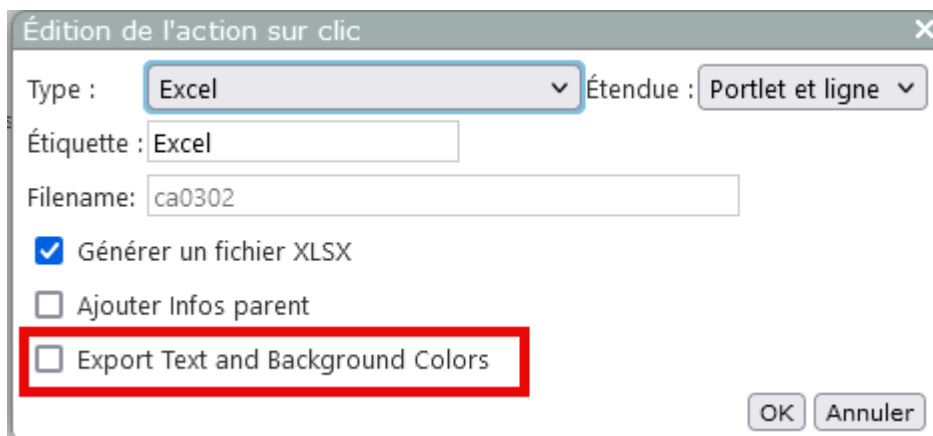 Édition de l'action sur clic
Type : Excel Étendue : Portlet et ligne
Étiquette : Excel
Filename: ca0302
Générer un fichier XLSX
Ajouter Infos parent
Export Text and Background Colors
OK Annuler